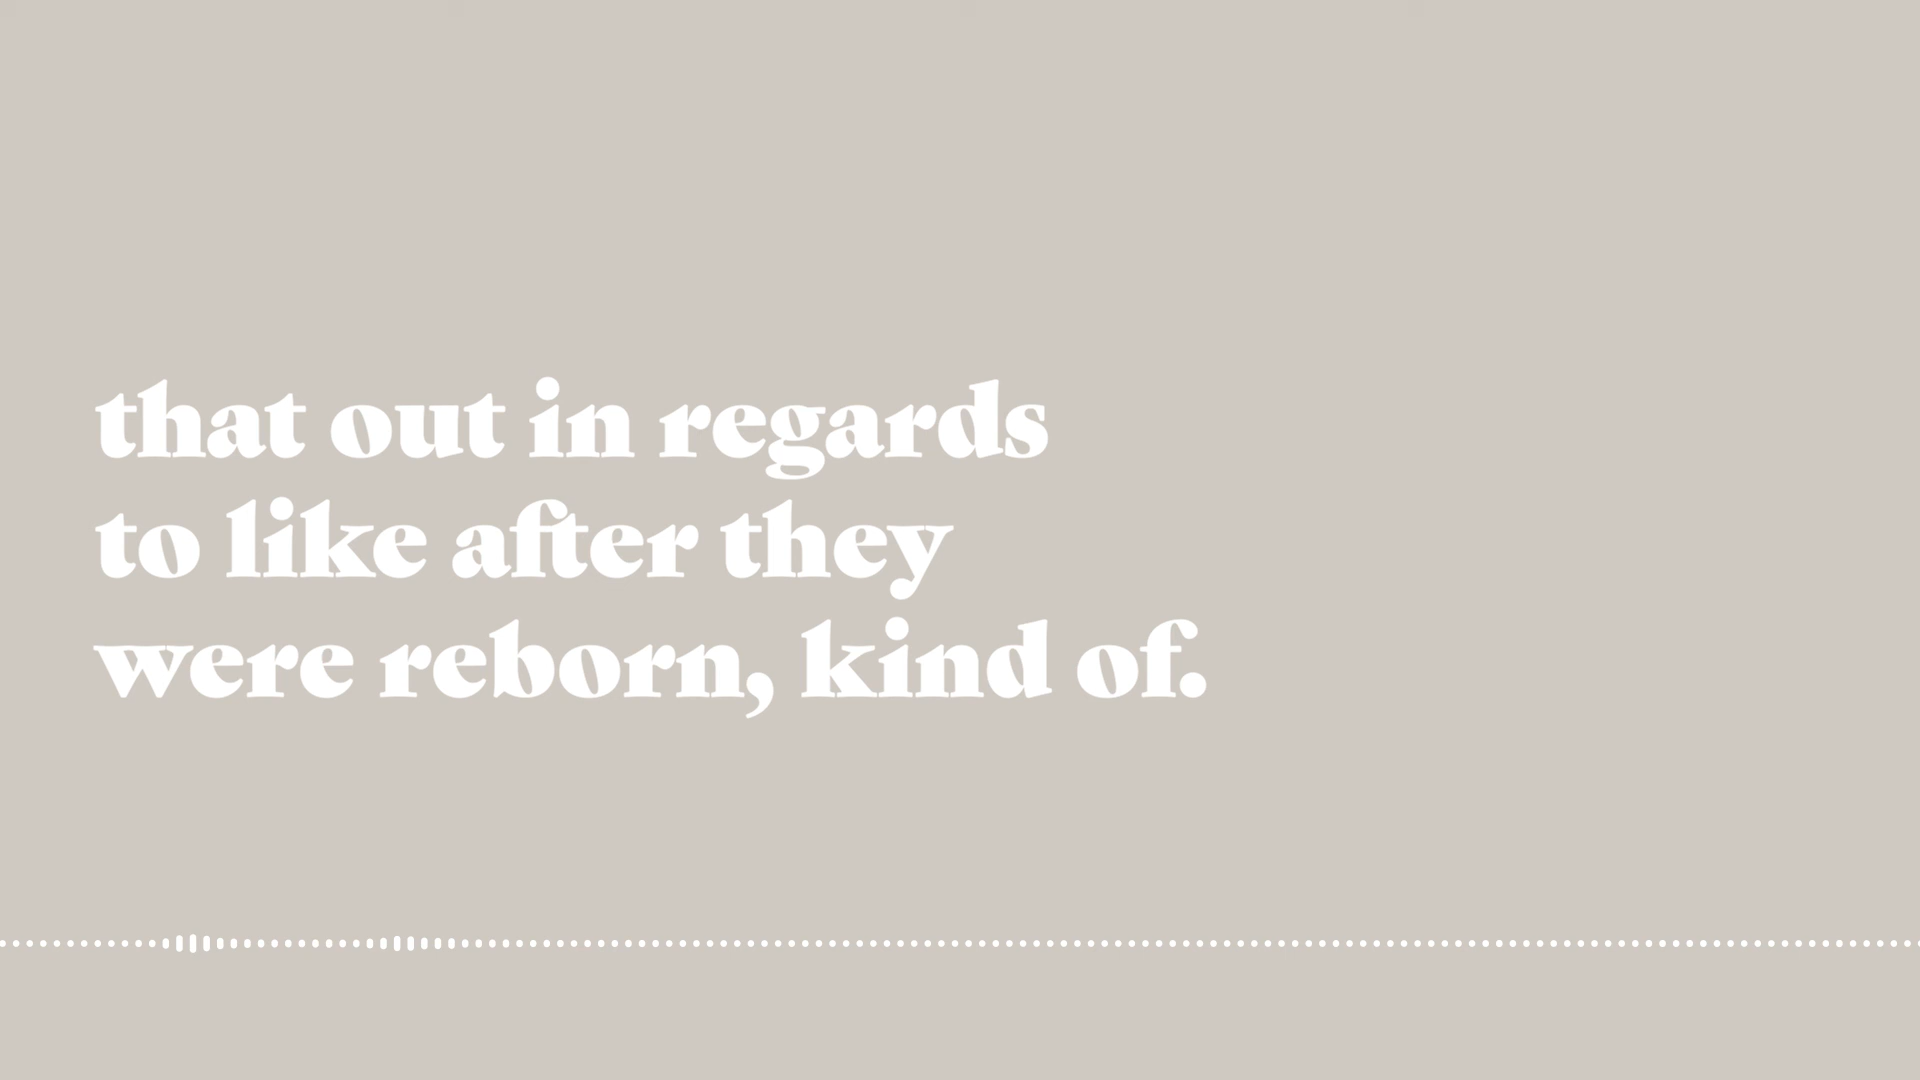 that out in regards
to like after they
were reborn, kind of.